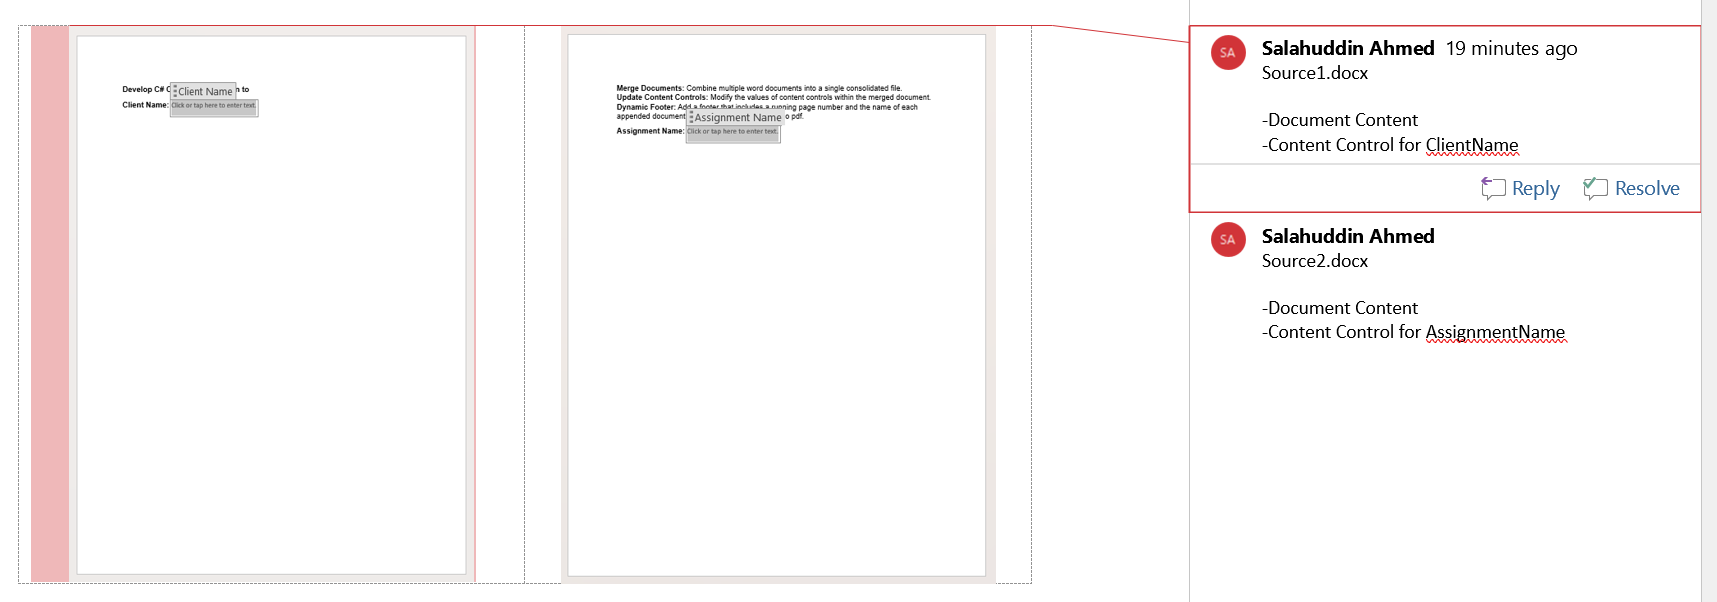 Develop C# C
n to
Client Name
Client Name: Click or tap here to enter text.
Merge Documents: Combine multiple word documents into a single consolidated file.
Update Content Controls: Modify the values of content controls within the merged document.
Dynamic Footer: Add a footer that includes a running page number and the name of each
appended document
o pdf.
Assignment Name
Assignment Name: Click or tap here to enter text.
SA
Salahuddin Ahmed 19 minutes ago
Source1.docx
-Document Content
-Content Control for ClientName
Reply Resolve
SA
Salahuddin Ahmed
Source2.docx
-Document Content
-Content Control for AssignmentName